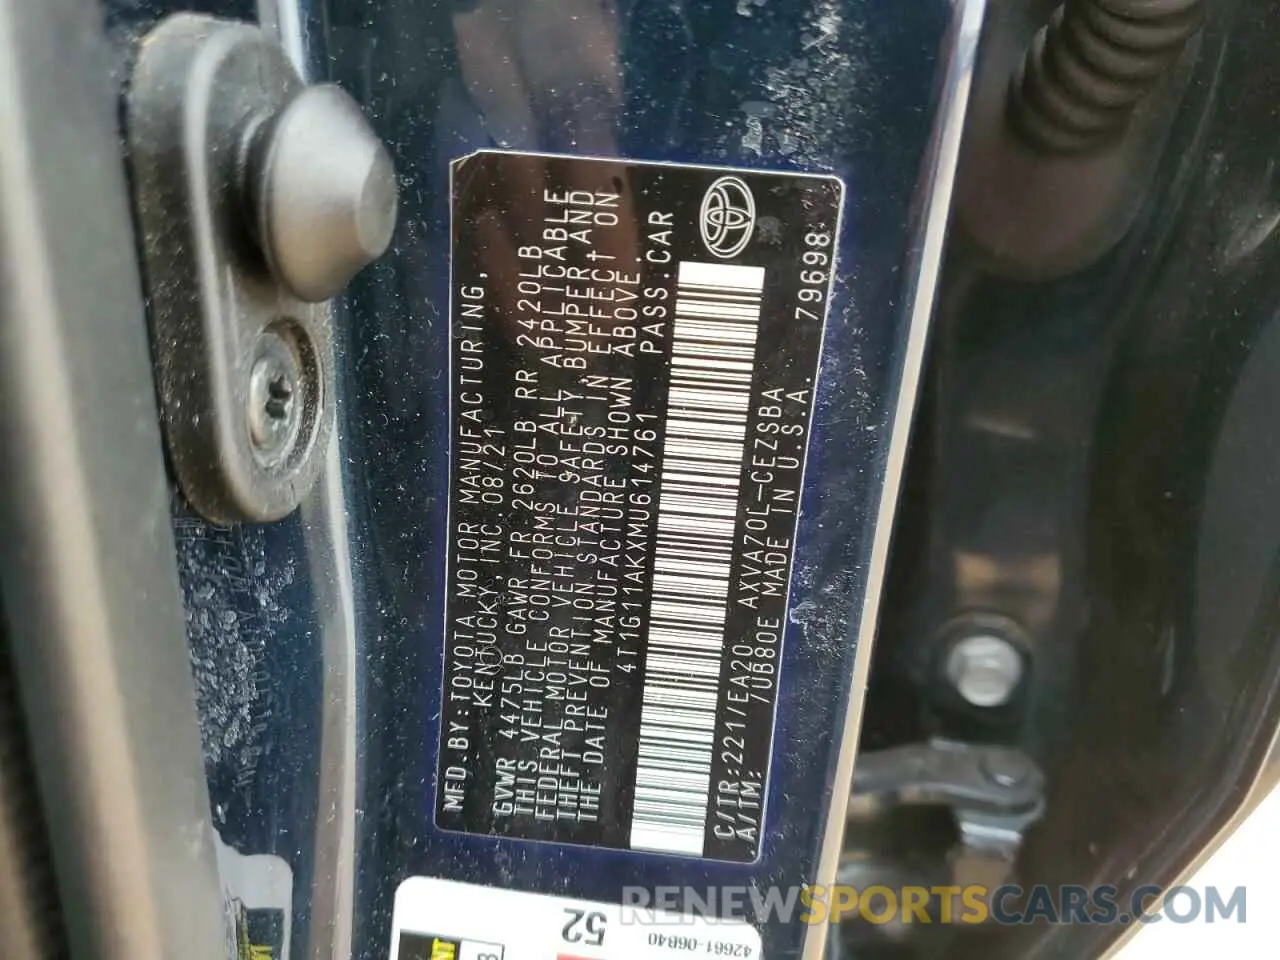 MFD.BY:TOYOTA MOTOR MANUFACTURING,
KENTUCKY,INC. 08/21
GVWR 4475LB GAWR FR 2620LB RR 2420LB
THIS VEHICLE CONFORMS TO ALL APPLICABLE
FEDERAL MOTOR VEHICLE SAFETY, BUMPER AND
THEFT PREVENTION STANDARDS IN EFFECT ON
THE DATE OF MANUFACTURE SHOWN ABOVE.
4T1G11AKXMU614761 PASS.CAR
C/TR:221/EA20 AXVA70L-CEZSBA
A/TM: /UB80E MADE IN U.S.A. 79698
52
42661-06B40
RENEWSPORTSCARS.COM